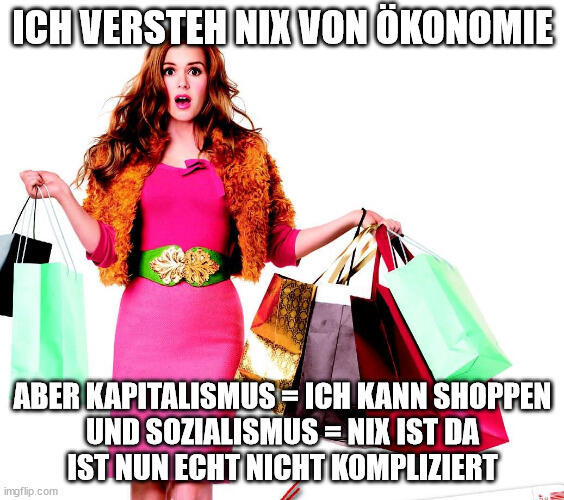 ICH VERSTEH NIX VON ÖKONOMIE
ABER KAPITALISMUS = ICH KANN SHOPPEN
UND SOZIALISMUS = NIX IST DA
IST NUN ECHT NICHT KOMPLIZIERT
imgflip.com